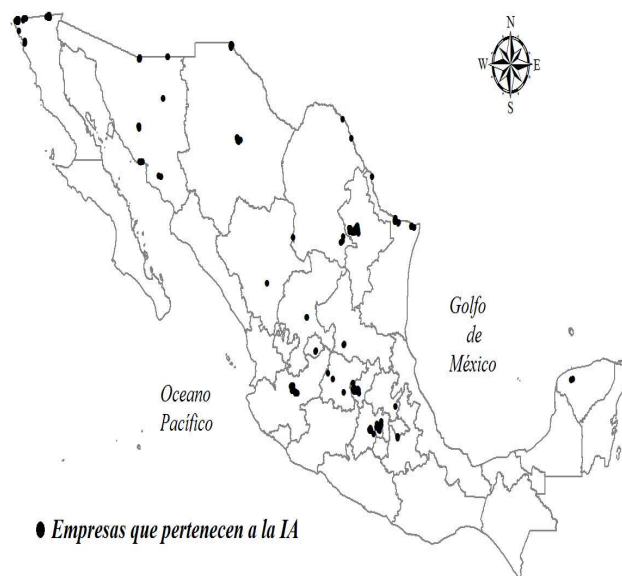 N
W E
S
Golfo
de
México
Oceano
Pacífico
Empresas que pertenecen a la IA